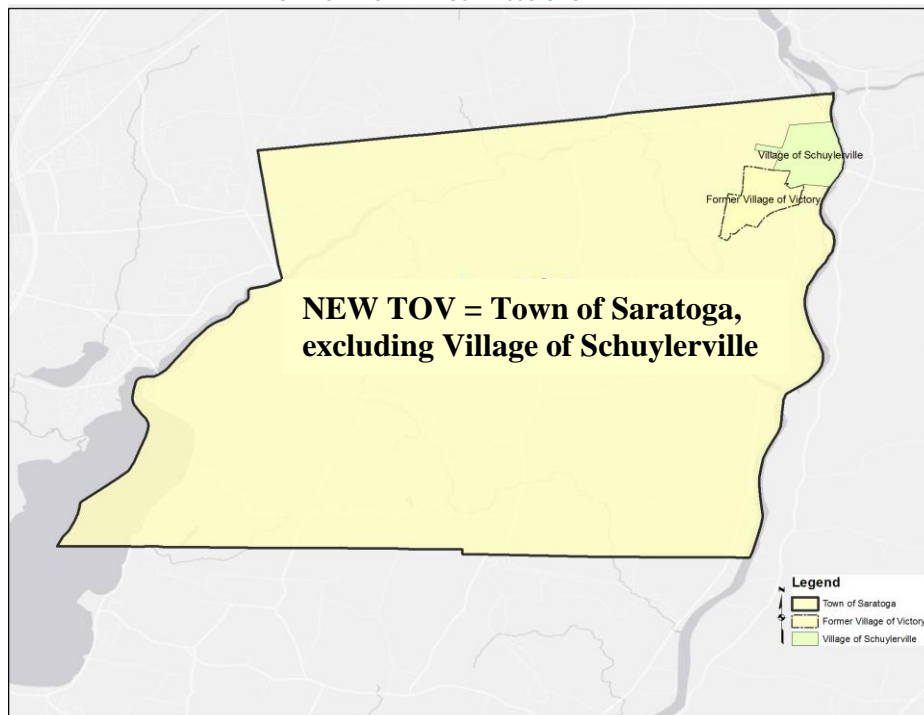 Village of Schuylerville
Former Village of Victory
NEW TOV = Town of Saratoga,
excluding Village of Schuylerville
Legend
N
Town of Saratoga
Former Village of Victory
Village of Schuylerville